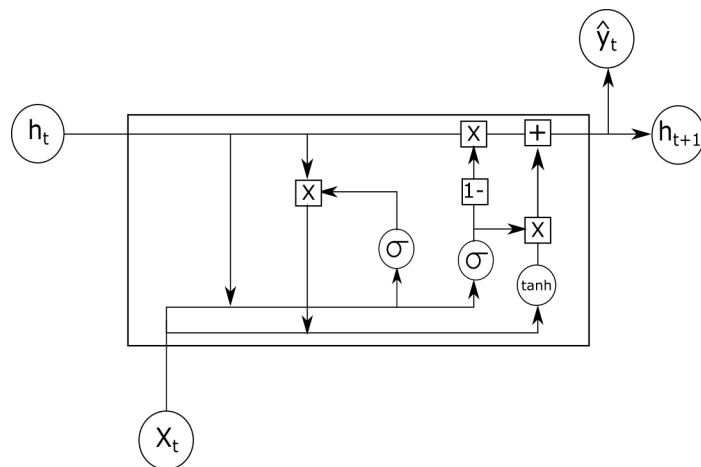 ŷt
ht
X
+
ht+1
X
1-
X
σ
σ
tanh
Xt